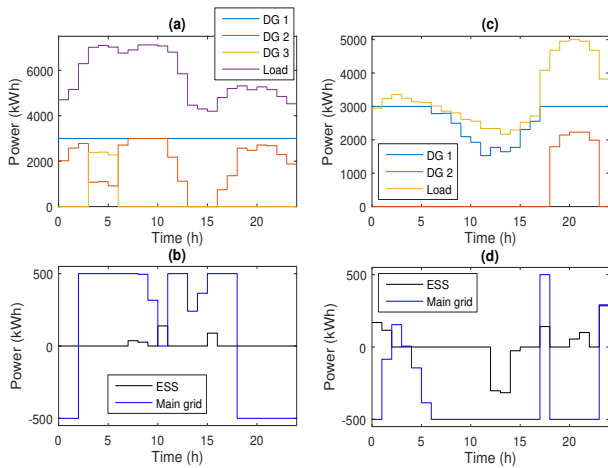 (a)
DG 1
DG 2
DG 3
Load
Power (kWh)
6000
4000
2000
0
0 5 10 15 20
Time (h)
(c)
5000
4000
3000
2000
1000
0
Power (kWh)
DG 1
DG 2
Load
0 5 10 15 20
Time (h)
(b)
500
0
-500
Power (kWh)
ESS
Main grid
0 5 10 15 20
Time (h)
(d)
ESS
Main grid
500
0
-500
Power (kWh)
0 5 10 15 20
Time (h)